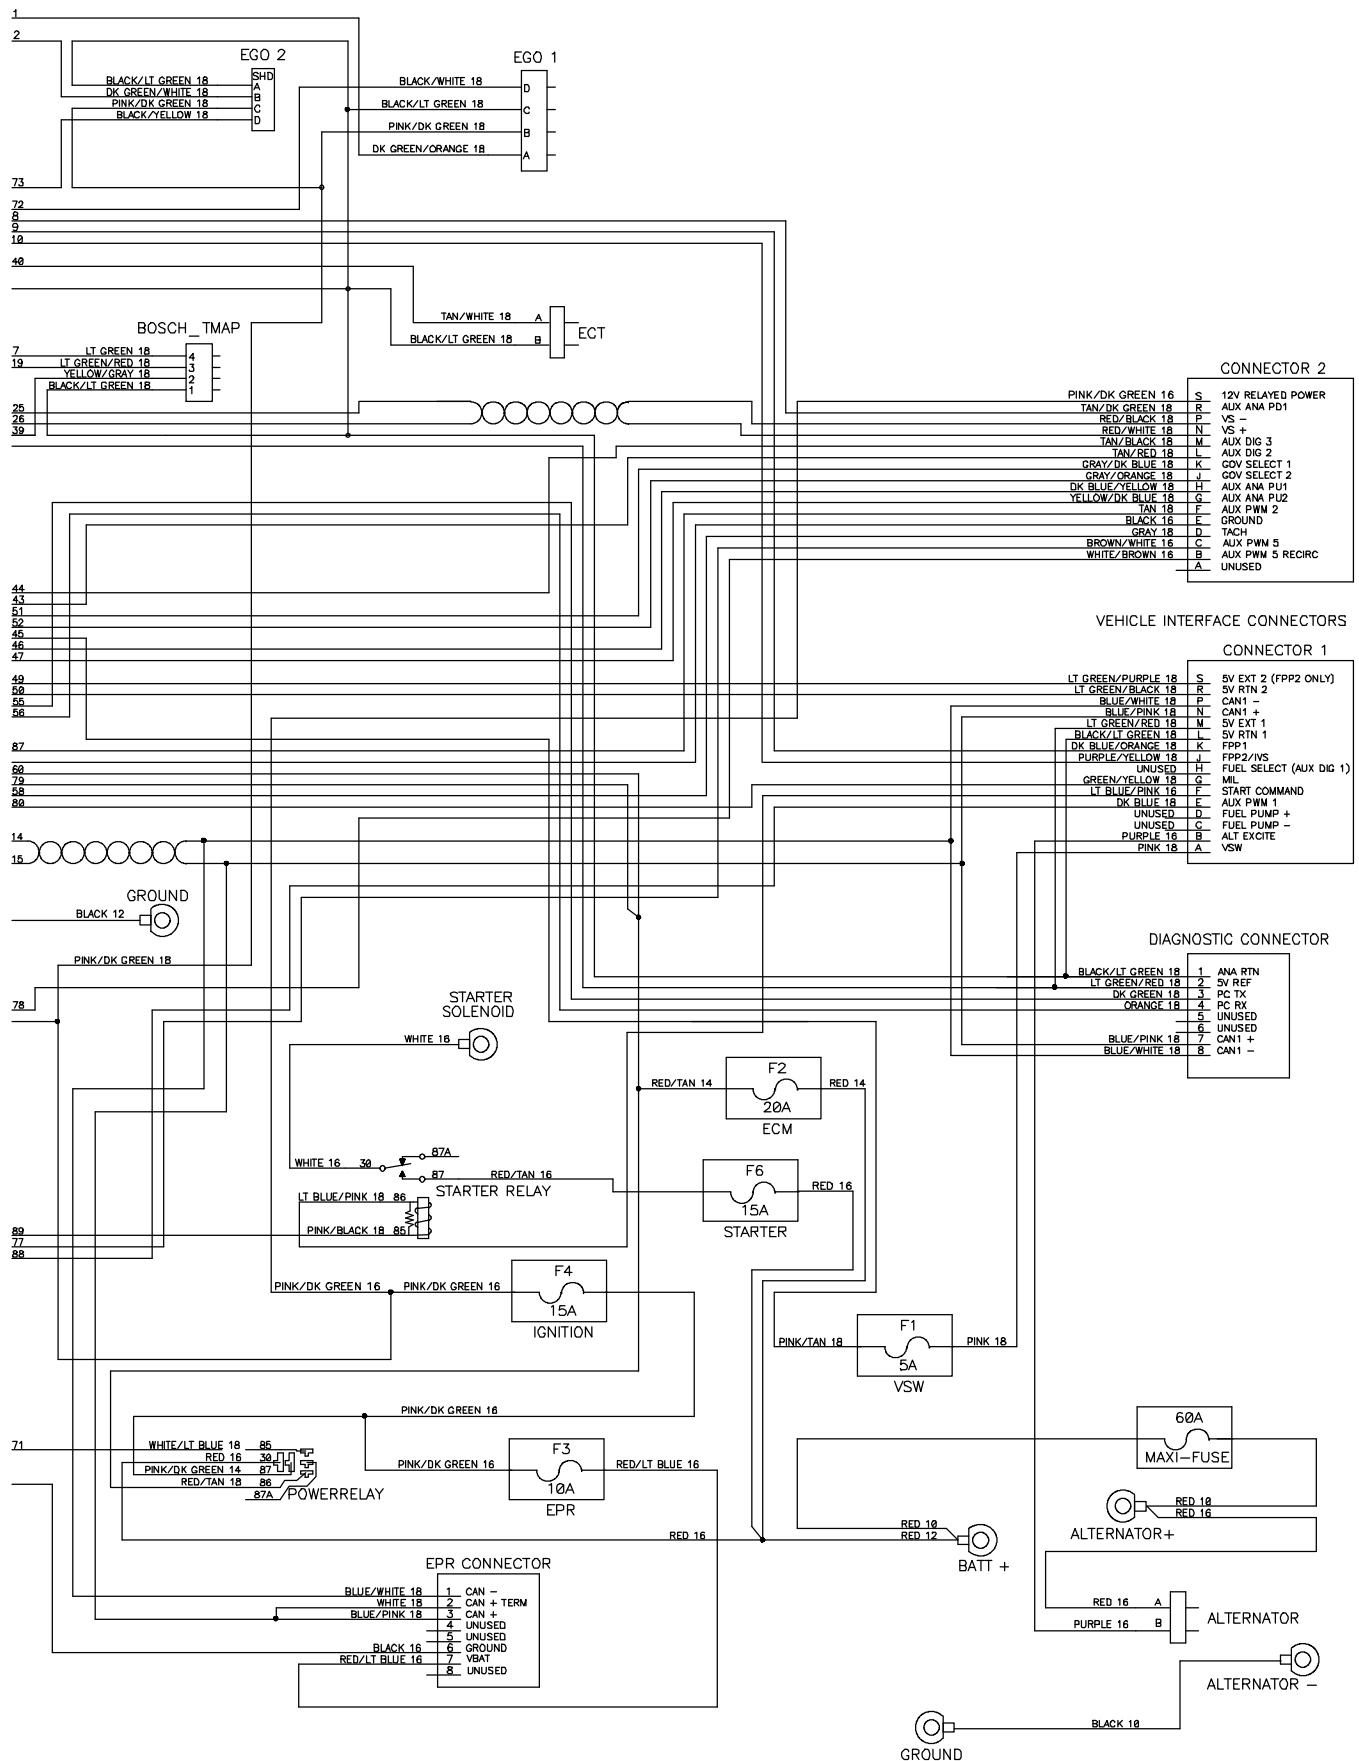 1
2
EGO 2
EGO 1
SHD
BLACK/LT GREEN 18 A
DK GREEN/WHITE 18 B
PINK/DK GREEN 18 C
BLACK/YELLOW 18 D
BLACK/WHITE 18 D
BLACK/LT GREEN 18 C
PINK/DK GREEN 18 B
DK GREEN/ORANGE 18 A
73
72
8
9
10
40
TAN/WHITE 18 A
BLACK/LT GREEN 18 B
ECT
BOSCH_TMAP
7 LT GREEN 18 4
19 LT GREEN/RED 18 3
YELLOW/GRAY 18 2
BLACK/LT GREEN 18 1
25
26
39
CONNECTOR 2
PINK/DK GREEN 16 S 12V RELAYED POWER
TAN/DK GREEN 18 R AUX ANA PD1
RED/BLACK 18 P VS -
RED/WHITE 18 N VS +
TAN/BLACK 18 M AUX DIG 3
TAN/RED 18 L AUX DIG 2
GRAY/DK BLUE 18 K GOV SELECT 1
GRAY/ORANGE 18 J GOV SELECT 2
DK BLUE/YELLOW 18 H AUX ANA PU1
YELLOW/DK BLUE 18 G AUX ANA PU2
TAN 18 F AUX PWM 2
BLACK 16 E GROUND
GRAY 18 D TACH
BROWN/WHITE 16 C AUX PWM 5
WHITE/BROWN 16 B AUX PWM 5 RECIRC
A UNUSED
44
43
51
52
45
46
47
49
50
55
56
87
60
79
58
80
14
15
VEHICLE INTERFACE CONNECTORS
CONNECTOR 1
LT GREEN/PURPLE 18 S 5V EXT 2 (FPP2 ONLY)
LT GREEN/BLACK 18 R 5V RTN 2
BLUE/WHITE 18 P CAN1 -
BLUE/PINK 18 N CAN1 +
LT GREEN/RED 18 M 5V EXT 1
BLACK/LT GREEN 18 L 5V RTN 1
DK BLUE/ORANGE 18 K FPP1
PURPLE/YELLOW 18 J FPP2/IVS
UNUSED H FUEL SELECT (AUX DIG 1)
GREEN/YELLOW 18 G MIL
LT BLUE/PINK 16 F START COMMAND
DK BLUE 18 E AUX PWM 1
UNUSED D FUEL PUMP +
UNUSED C FUEL PUMP -
PURPLE 16 B ALT EXCITE
PINK 18 A VSW
GROUND
BLACK 12
PINK/DK GREEN 18
78
DIAGNOSTIC CONNECTOR
BLACK/LT GREEN 18 1 ANA RTN
LT GREEN/RED 18 2 5V REF
DK GREEN 18 3 PC TX
ORANGE 18 4 PC RX
5 UNUSED
6 UNUSED
BLUE/PINK 18 7 CAN1 +
BLUE/WHITE 18 8 CAN1 -
STARTER
SOLENOID
WHITE 16
RED/TAN 14
F2
20A
RED 14
ECM
87A
WHITE 16 30
87 RED/TAN 16
STARTER RELAY
LT BLUE/PINK 18 86
PINK/BLACK 18 85
F6
15A
RED 16
STARTER
89
77
88
PINK/DK GREEN 16 PINK/DK GREEN 16
F4
15A
IGNITION
PINK/TAN 18
F1
5A
PINK 18
VSW
PINK/DK GREEN 16
71 WHITE/LT BLUE 18 85
RED 16 30
PINK/DK GREEN 14 87
RED/TAN 18 86
87A POWERRELAY
PINK/DK GREEN 16
F3
10A
RED/LT BLUE 16
EPR
60A
MAXI-FUSE
RED 10
RED 16
ALTERNATOR+
RED 16
RED 10
RED 12
BATT +
EPR CONNECTOR
BLUE/WHITE 18 1 CAN -
WHITE 18 2 CAN + TERM
BLUE/PINK 18 3 CAN +
4 UNUSED
5 UNUSED
BLACK 16 6 GROUND
RED/LT BLUE 16 7 VBAT
8 UNUSED
RED 16 A
PURPLE 16 B
ALTERNATOR
ALTERNATOR -
BLACK 10
GROUND